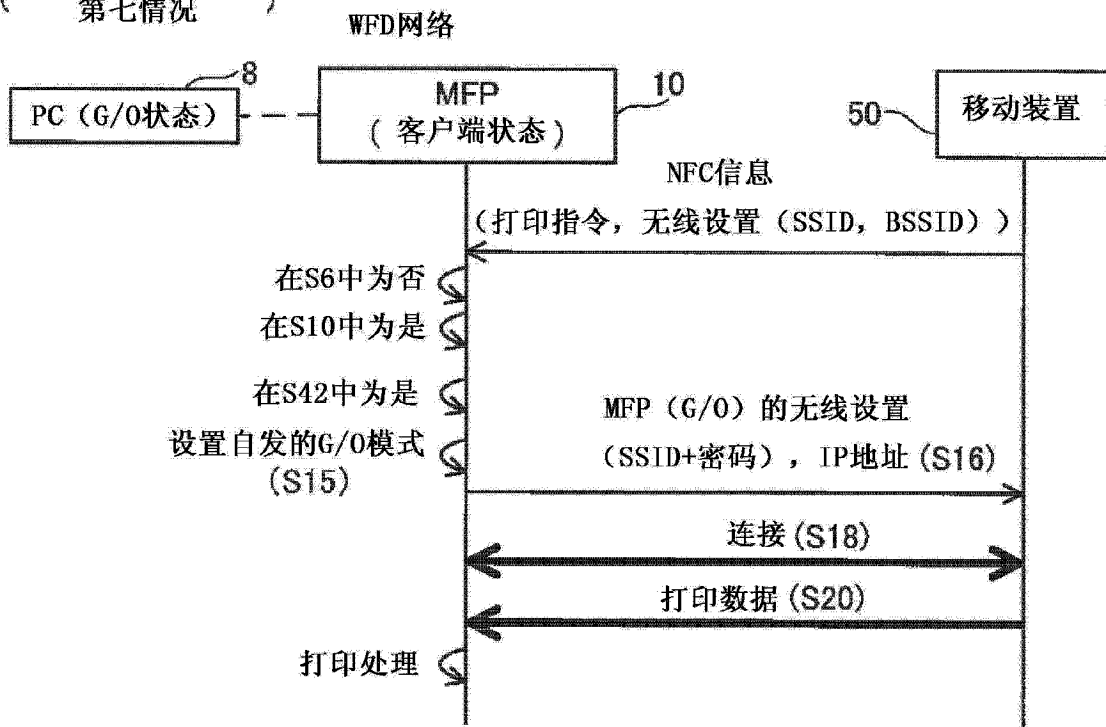 第七情况
WFD网络
8
PC（G/O状态）
MFP
(客户端状态)
10
50
移动装置
NFC信息
（打印指令，无线设置（SSID，BSSID））
在S6中为否
在S10中为是
在S42中为是
设置自发的G/O模式
(S15)
MFP（G/O）的无线设置
（SSID+密码），IP地址(S16)
连接(S18)
打印数据(S20)
打印处理